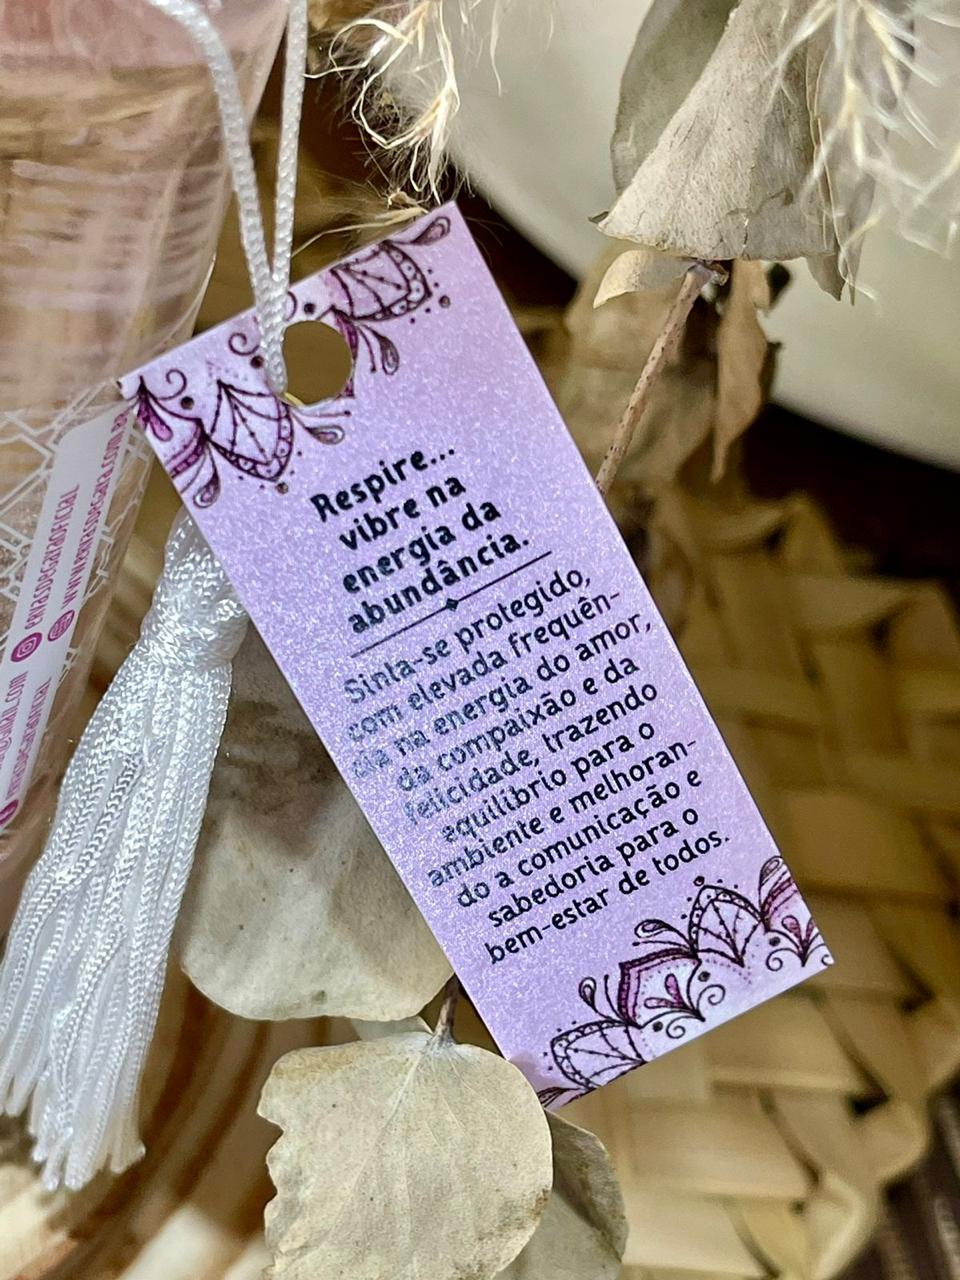 Respire...
vibre na
energia da
abundância.
Sinta-se protegido,
com elevada frequên-
cia na energia do amor,
da compaixão e da
felicidade, trazendo
equilíbrio para o
ambiente e melhoran-
do a comunicação e
sabedoria para o
bem-estar de todos.